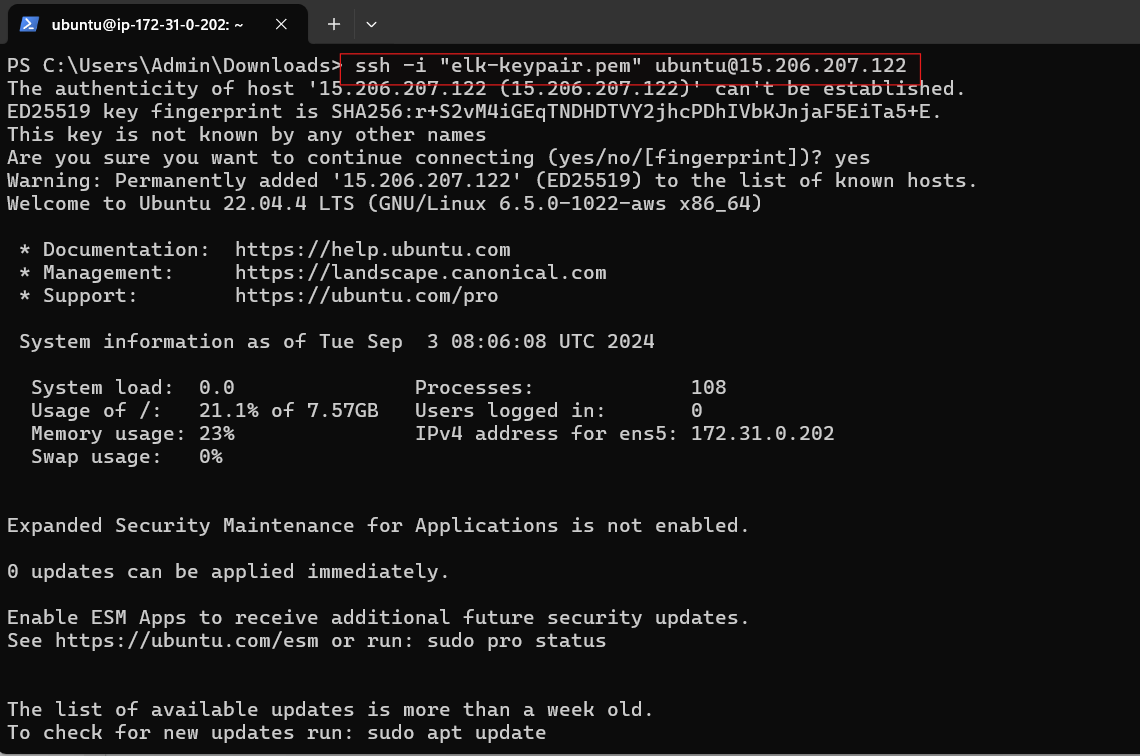 ubuntu@ip-172-31-0-202: ~
PS C:\Users\Admin\Downloads> ssh -i "elk-keypair.pem" ubuntu@15.206.207.122
The authenticity of host '15.206.207.122 (15.206.207.122)' can't be established.
ED25519 key fingerprint is SHA256:r+S2vM4iGEqTNDHDTVY2jhcPDhIVbKJnjaF5EiTa5+E.
This key is not known by any other names
Are you sure you want to continue connecting (yes/no/[fingerprint])? yes
Warning: Permanently added '15.206.207.122' (ED25519) to the list of known hosts.
Welcome to Ubuntu 22.04.4 LTS (GNU/Linux 6.5.0-1022-aws x86_64)

 * Documentation:  https://help.ubuntu.com
 * Management:     https://landscape.canonical.com
 * Support:        https://ubuntu.com/pro

 System information as of Tue Sep  3 08:06:08 UTC 2024

  System load:  0.0               Processes:             108
  Usage of /:   21.1% of 7.57GB   Users logged in:       0
  Memory usage: 23%               IPv4 address for ens5: 172.31.0.202
  Swap usage:   0%

Expanded Security Maintenance for Applications is not enabled.

0 updates can be applied immediately.

Enable ESM Apps to receive additional future security updates.
See https://ubuntu.com/esm or run: sudo pro status

The list of available updates is more than a week old.
To check for new updates run: sudo apt update